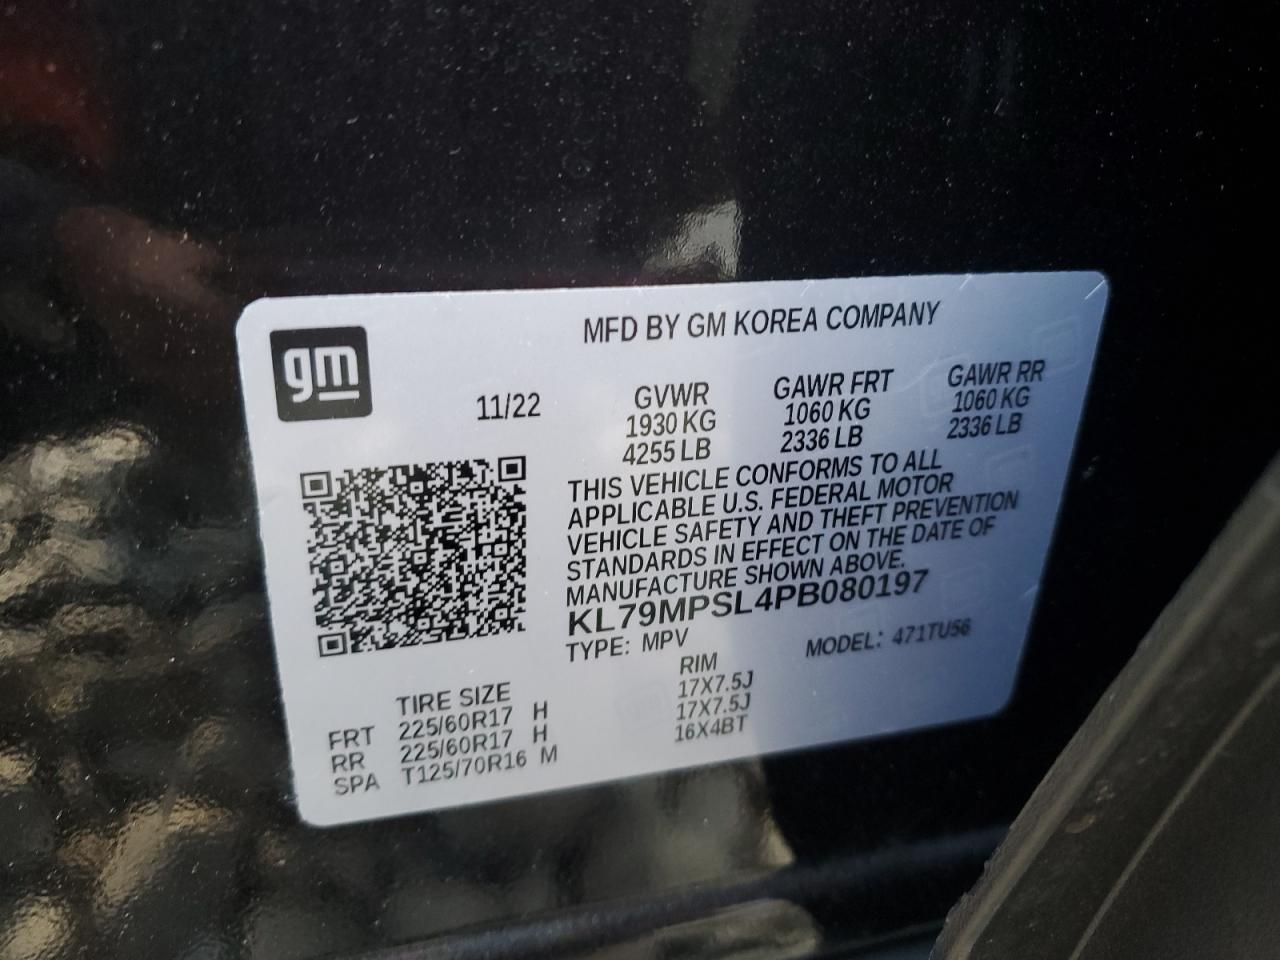 gm
MFD BY GM KOREA COMPANY
11/22
GVWR GAWR FRT GAWR RR
1930 KG 1060 KG 1060 KG
4255 LB 2336 LB 2336 LB
THIS VEHICLE CONFORMS TO ALL
APPLICABLE U.S. FEDERAL MOTOR
VEHICLE SAFETY AND THEFT PREVENTION
STANDARDS IN EFFECT ON THE DATE OF
MANUFACTURE SHOWN ABOVE.
KL79MPSL4PB080197
TYPE: MPV MODEL: 471TU56
TIRE SIZE RIM
FRT 225/60R17 H 17X7.5J
RR 225/60R17 H 17X7.5J
SPA T125/70R16 M 16X4BT